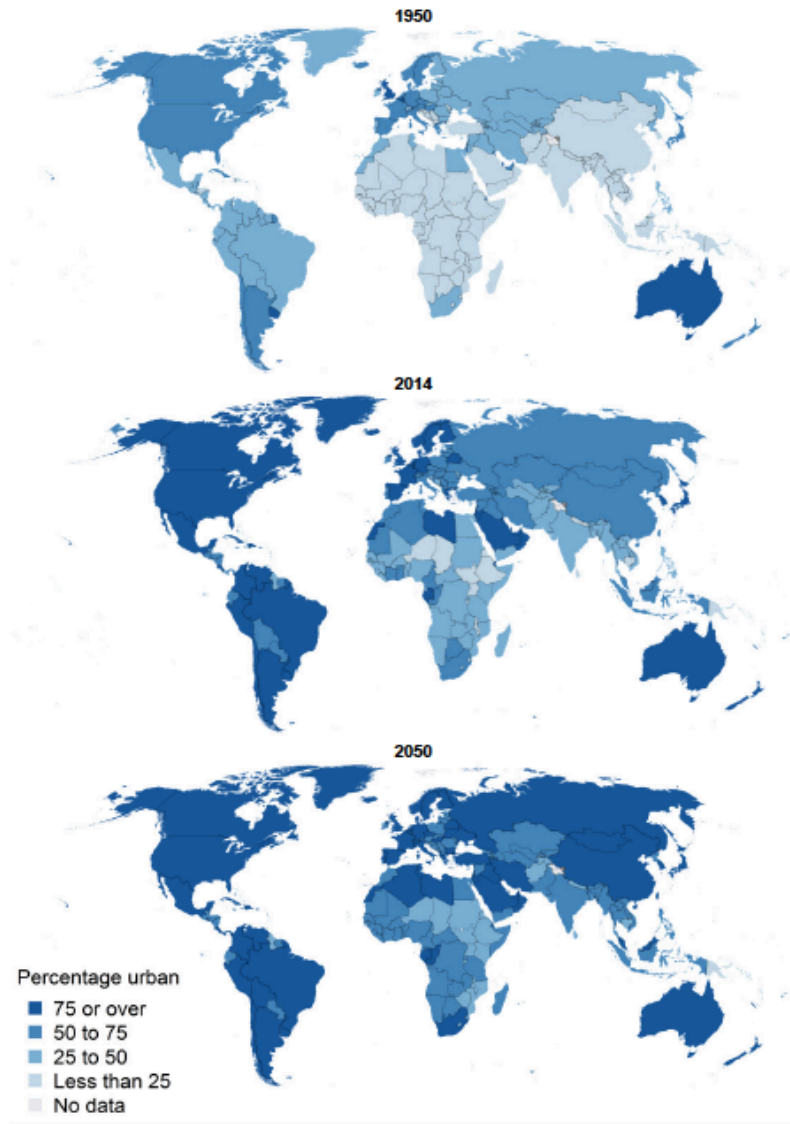 1950
2014
2050
Percentage urban
75 or over
50 to 75
25 to 50
Less than 25
No data